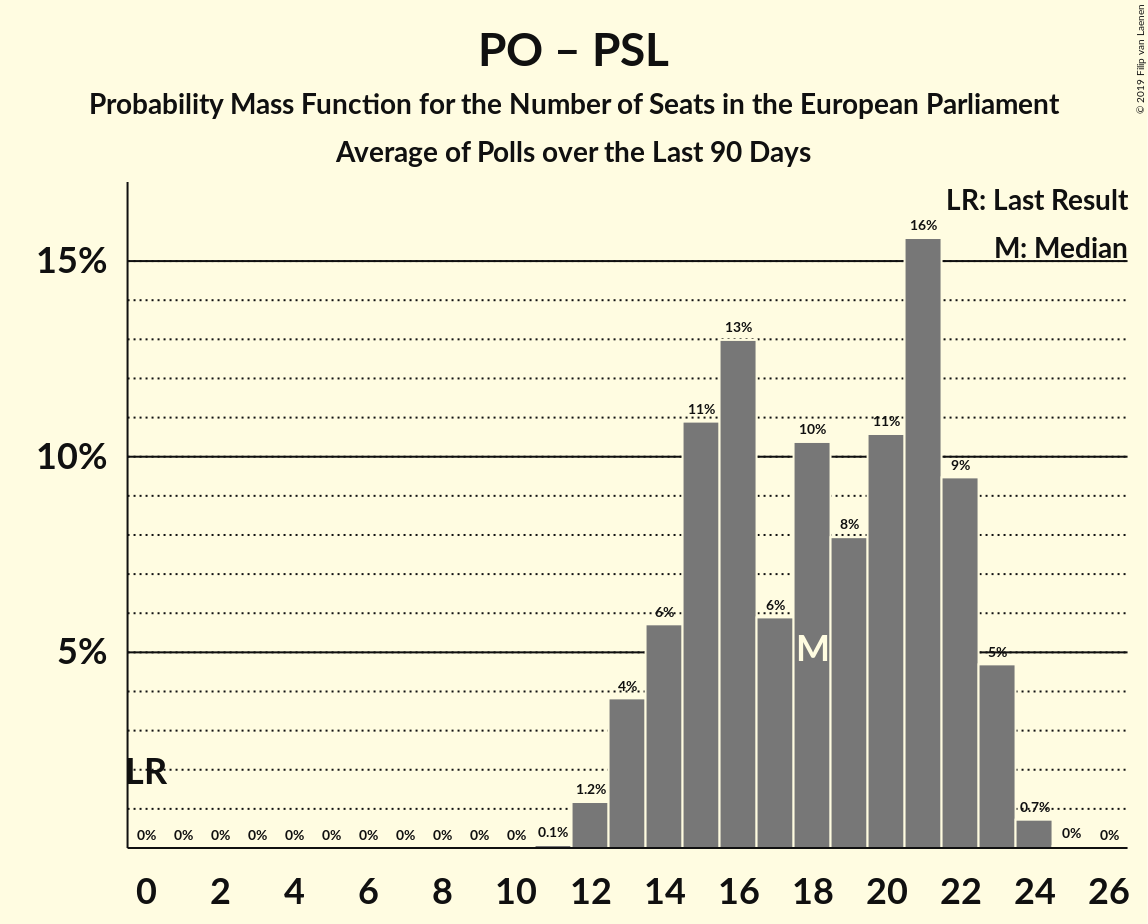 PO – PSL
Probability Mass Function for the Number of Seats in the European Parliament
Average of Polls over the Last 90 Days
© 2019 Filip van Laenen
LR: Last Result
M: Median
15%
10%
5%
LR
M
0% 0% 0% 0% 0% 0% 0% 0% 0% 0% 0% 0.1% 1.2% 4% 6% 11% 13% 6% 10% 8% 11% 16% 9% 5% 0.7% 0% 0%
0 2 4 6 8 10 12 14 16 18 20 22 24 26